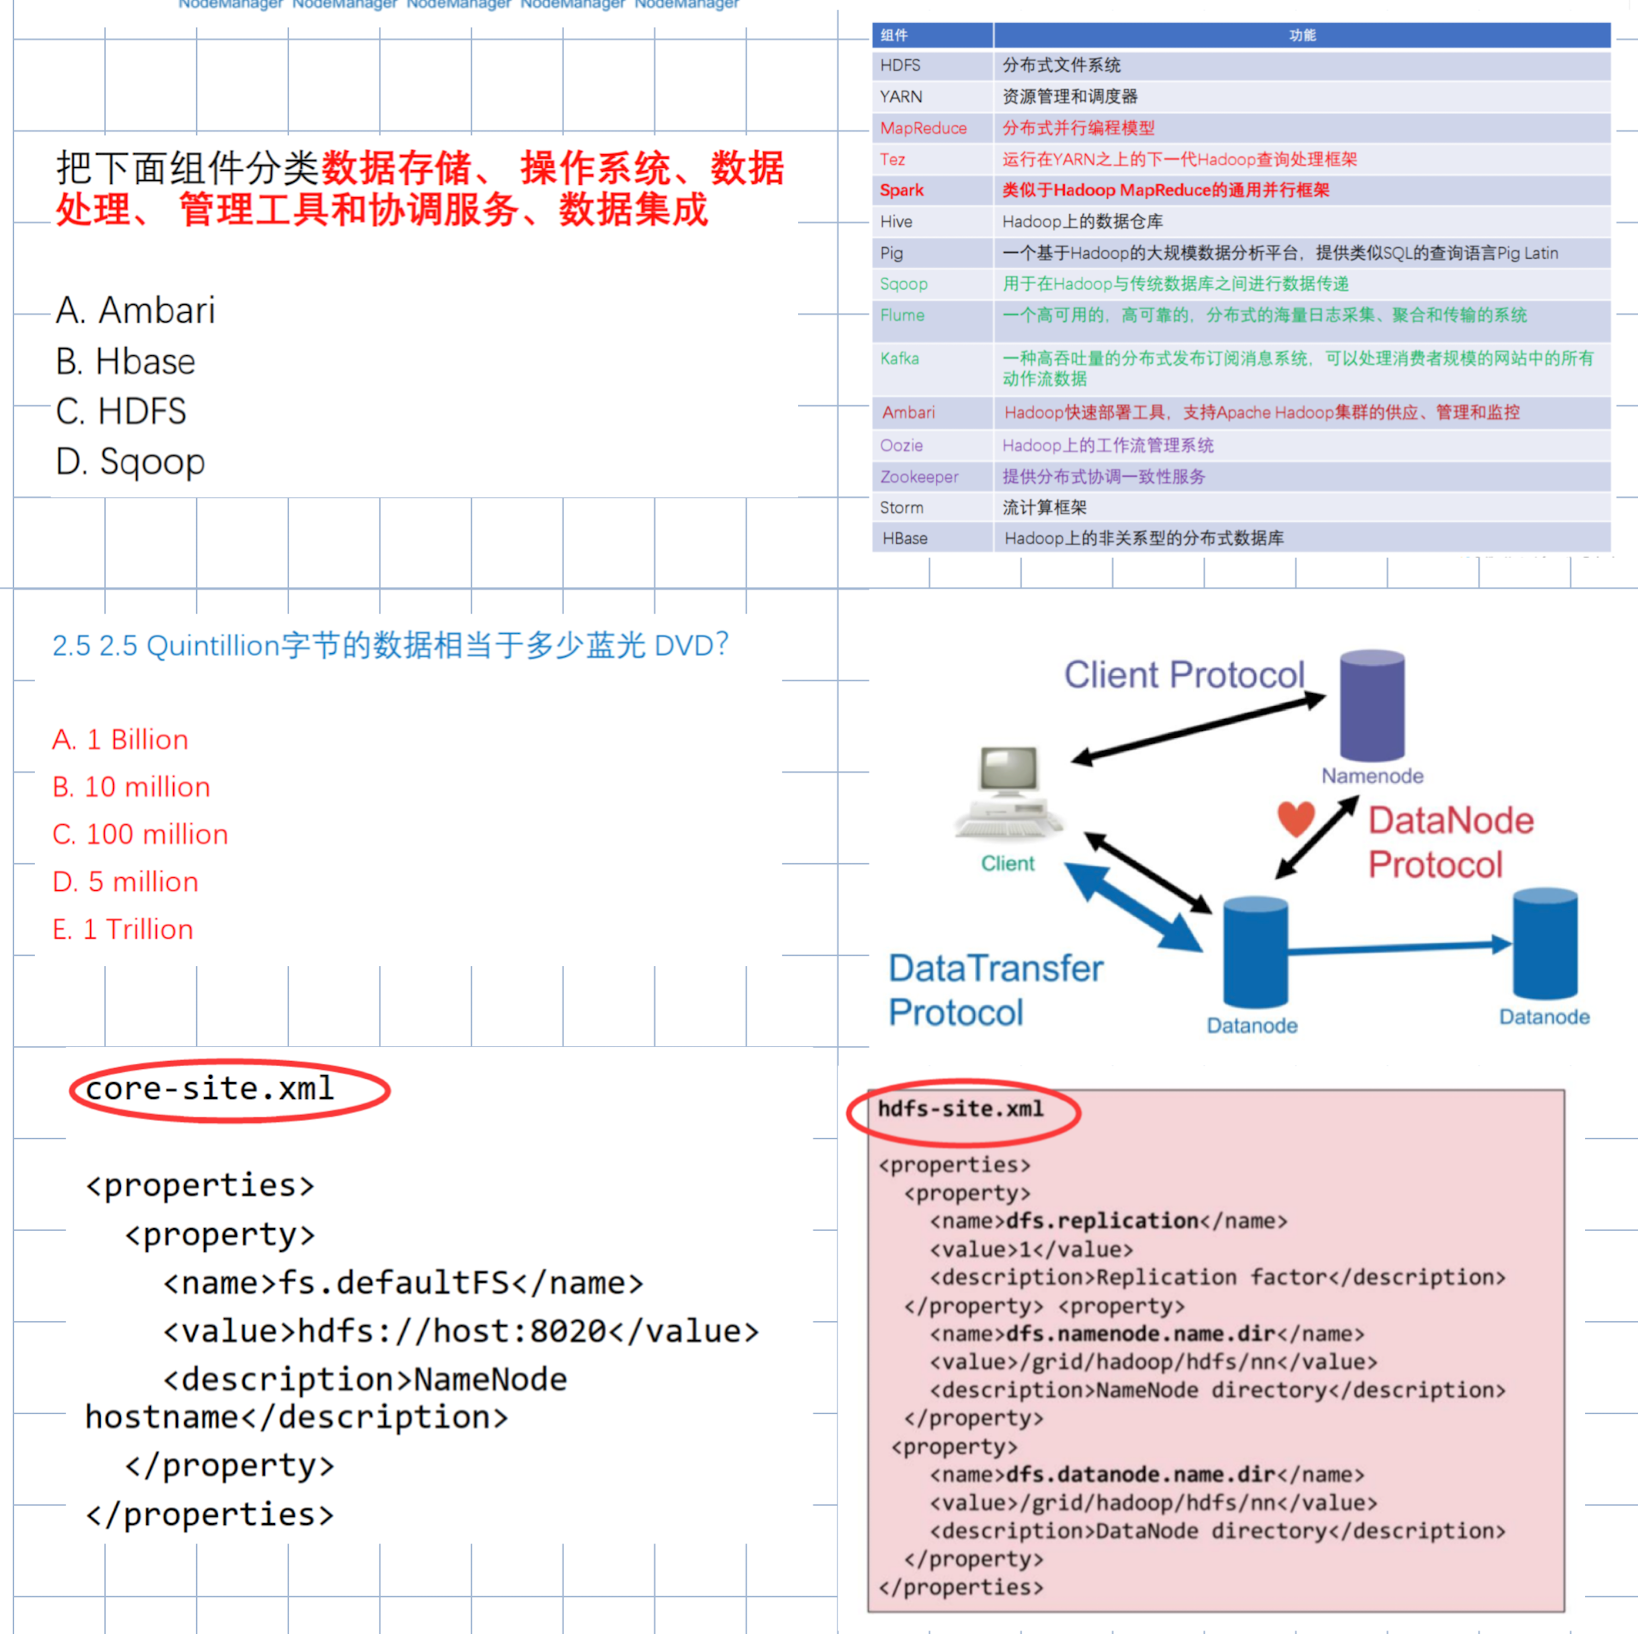 NodeManager NodeManager NodeManager NodeManager NodeManager
把下面组件分类数据存储、 操作系统、数据
处理、 管理工具和协调服务、数据集成
A. Ambari
B. Hbase
C. HDFS
D. Sqoop
组件 功能
HDFS 分布式文件系统
YARN 资源管理和调度器
MapReduce 分布式并行编程模型
Tez 运行在YARN之上的下一代Hadoop查询处理框架
Spark 类似于Hadoop MapReduce的通用并行框架
Hive Hadoop上的数据仓库
Pig 一个基于Hadoop的大规模数据分析平台，提供类似SQL的查询语言Pig Latin
Sqoop 用于在Hadoop与传统数据库之间进行数据传递
Flume 一个高可用的，高可靠的，分布式的海量日志采集、聚合和传输的系统
Kafka 一种高吞吐量的分布式发布订阅消息系统，可以处理消费者规模的网站中的所有
动作流数据
Ambari Hadoop快速部署工具，支持Apache Hadoop集群的供应、管理和监控
Oozie Hadoop上的工作流管理系统
Zookeeper 提供分布式协调一致性服务
Storm 流计算框架
HBase Hadoop上的非关系型的分布式数据库
2.5 2.5 Quintillion字节的数据相当于多少蓝光 DVD？
A. 1 Billion
B. 10 million
C. 100 million
D. 5 million
E. 1 Trillion
Client Protocol
Namenode
Client
DataNode
Protocol
DataTransfer
Protocol
Datanode
Datanode
core-site.xml
<properties>
<property>
<name>fs.defaultFS</name>
<value>hdfs://host:8020</value>
<description>NameNode
hostname</description>
</property>
</properties>
hdfs-site.xml
<properties>
<property>
<name>dfs.replication</name>
<value>1</value>
<description>Replication factor</description>
</property> <property>
<name>dfs.namenode.name.dir</name>
<value>/grid/hadoop/hdfs/nn</value>
<description>NameNode directory</description>
</property>
<property>
<name>dfs.datanode.name.dir</name>
<value>/grid/hadoop/hdfs/nn</value>
<description>DataNode directory</description>
</property>
</properties>